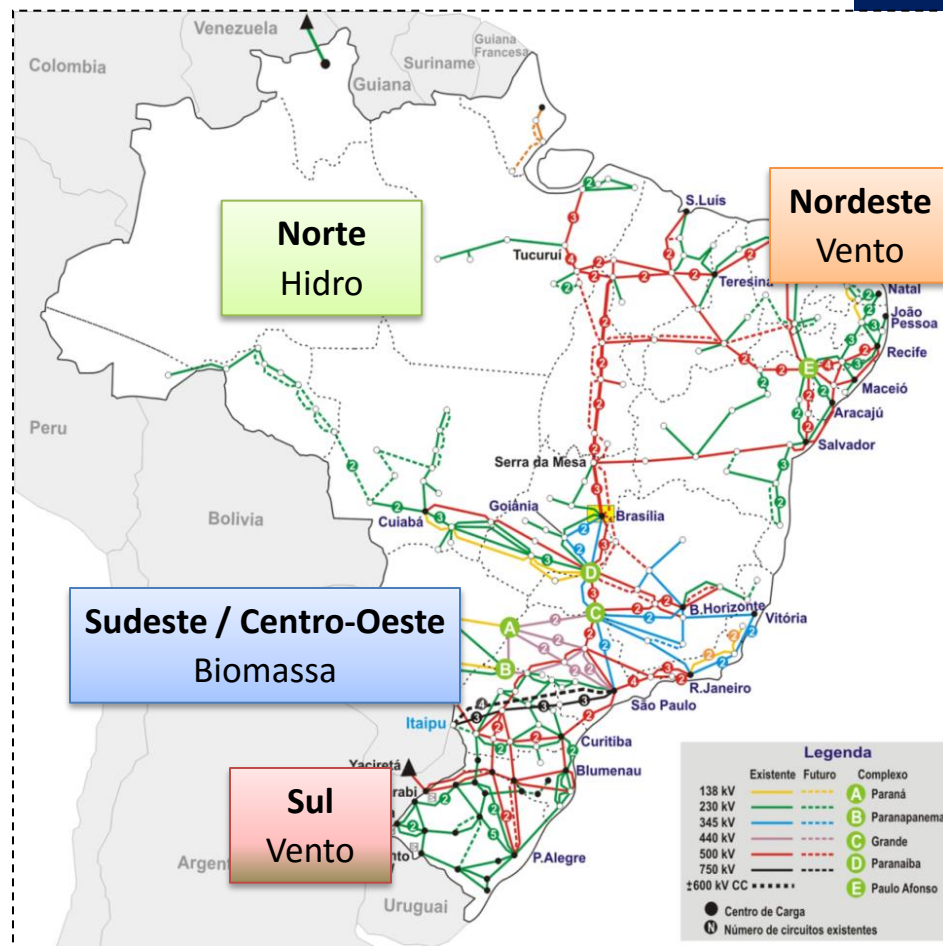 Venezuela
Colombia
Guiana
Suriname
Guiana
Francesa
Norte
Hidro
Nordeste
Vento
S.Luís
Tucuruí
Teresina
Natal
João
Pessoa
Recife
Maceió
Aracajú
Salvador
Peru
Serra da Mesa
Bolivia
Cuiabá
Goiânia
Brasília
D
E
Sudeste / Centro-Oeste
Biomassa
A
B
C
B.Horizonte
Vitória
R.Janeiro
São Paulo
Itaipu
Curitiba
Blumenau
Yaciretá
Sul
Vento
P.Alegre
Uruguai
Legenda
Existente Futuro Complexo
138 kV A Paraná
230 kV B Paranapanema
345 kV C Grande
440 kV D Paranaiba
500 kV E Paulo Afonso
750 kV
±600 kV CC
Centro de Carga
N Número de circuitos existentes